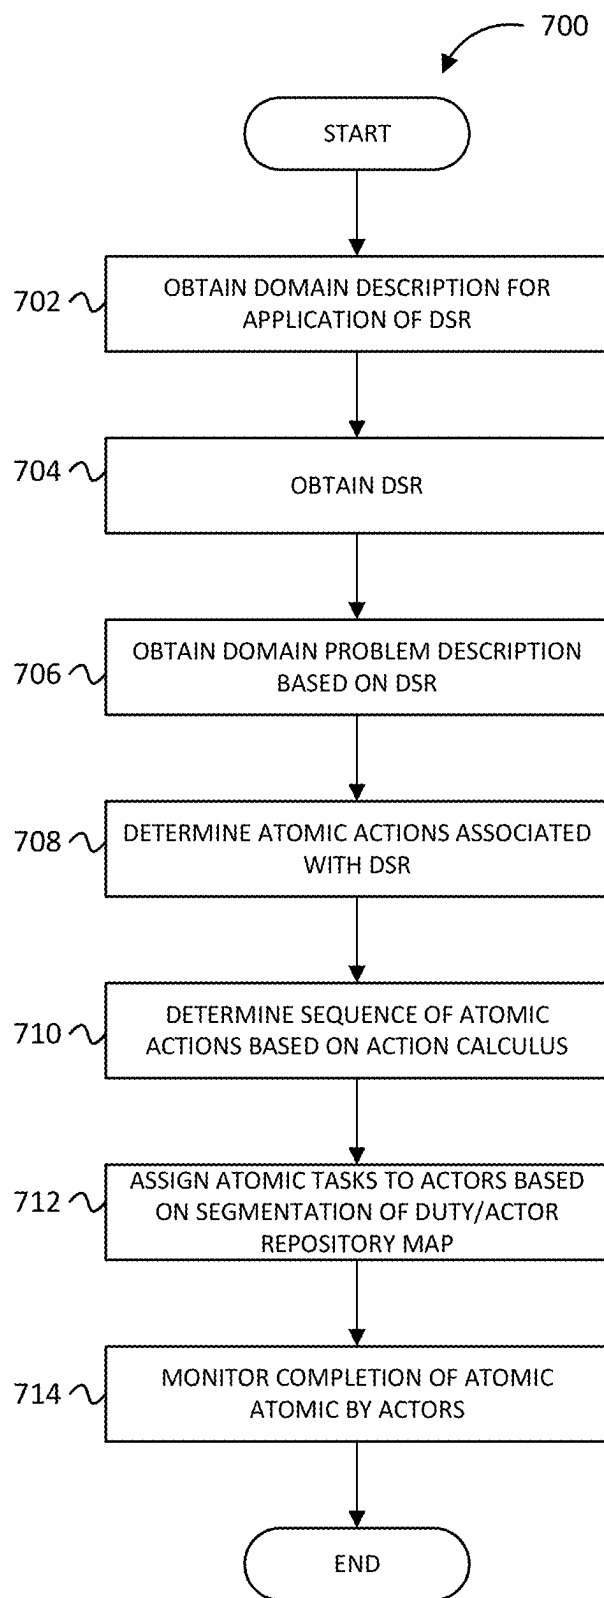 700
START
702
OBTAIN DOMAIN DESCRIPTION FOR
APPLICATION OF DSR
704
OBTAIN DSR
706
OBTAIN DOMAIN PROBLEM DESCRIPTION
BASED ON DSR
708
DETERMINE ATOMIC ACTIONS ASSOCIATED
WITH DSR
710
DETERMINE SEQUENCE OF ATOMIC
ACTIONS BASED ON ACTION CALCULUS
712
ASSIGN ATOMIC TASKS TO ACTORS BASED
ON SEGMENTATION OF DUTY/ACTOR
REPOSITORY MAP
714
MONITOR COMPLETION OF ATOMIC
ATOMIC BY ACTORS
END